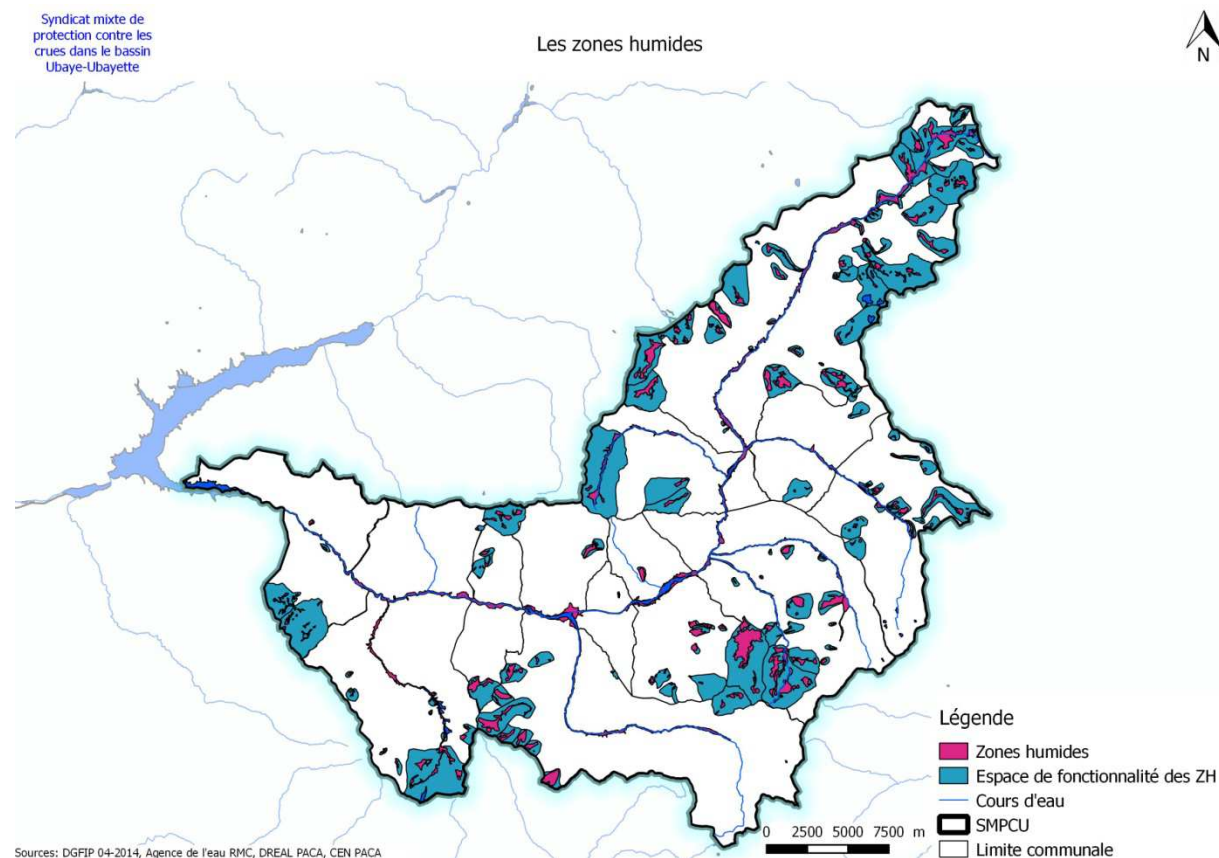 Syndicat mixte de
protection contre les
crues dans le bassin
Ubaye-Ubayette
Les zones humides
N
Légende
Zones humides
Espace de fonctionnalité des ZH
Cours d'eau
SMPCU
Limite communale
0 2500 5000 7500 m
Sources: DGFIP 04-2014, Agence de l'eau RMC, DREAL PACA, CEN PACA